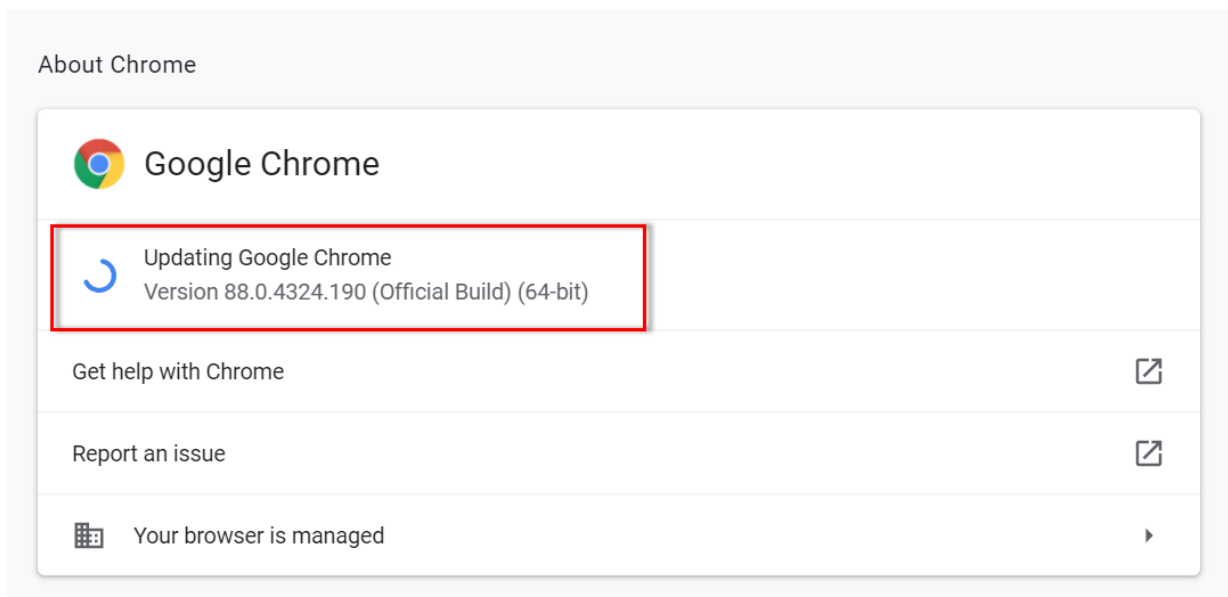 About Chrome
Google Chrome
Updating Google Chrome
Version 88.0.4324.190 (Official Build) (64-bit)
Get help with Chrome
Report an issue
Your browser is managed